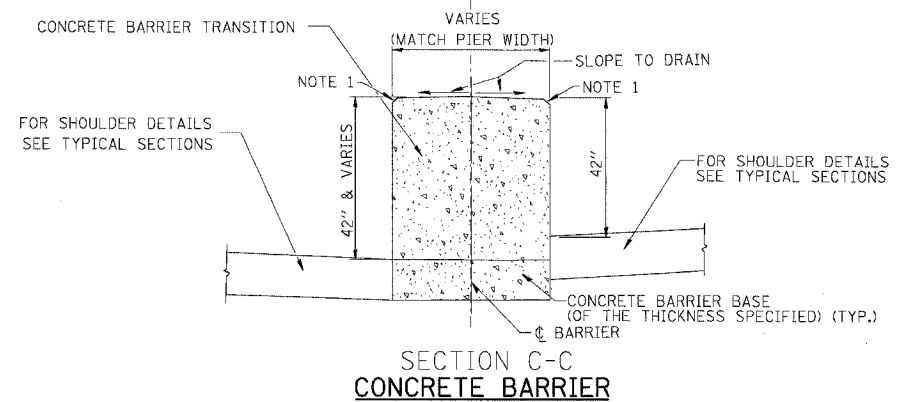 CONCRETE BARRIER TRANSITION
VARIES
(MATCH PIER WIDTH)
SLOPE TO DRAIN
NOTE 1
NOTE 1
FOR SHOULDER DETAILS
SEE TYPICAL SECTIONS
42" & VARIES
42"
FOR SHOULDER DETAILS
SEE TYPICAL SECTIONS
CONCRETE BARRIER BASE
(OF THE THICKNESS SPECIFIED) (TYP.)
℄ BARRIER
SECTION C-C
CONCRETE BARRIER